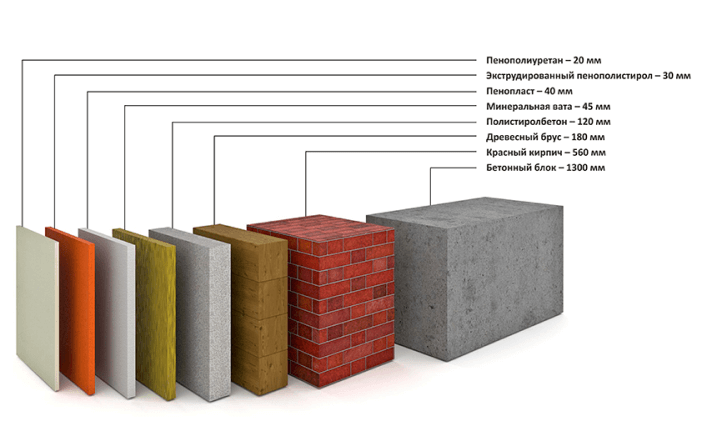 Пенополиуретан – 20 мм
Экструдированный пенополистирол – 30 мм
Пенопласт – 40 мм
Минеральная вата – 45 мм
Полистиролбетон – 120 мм
Древесный брус – 180 мм
Красный кирпич – 560 мм
Бетонный блок – 1300 мм